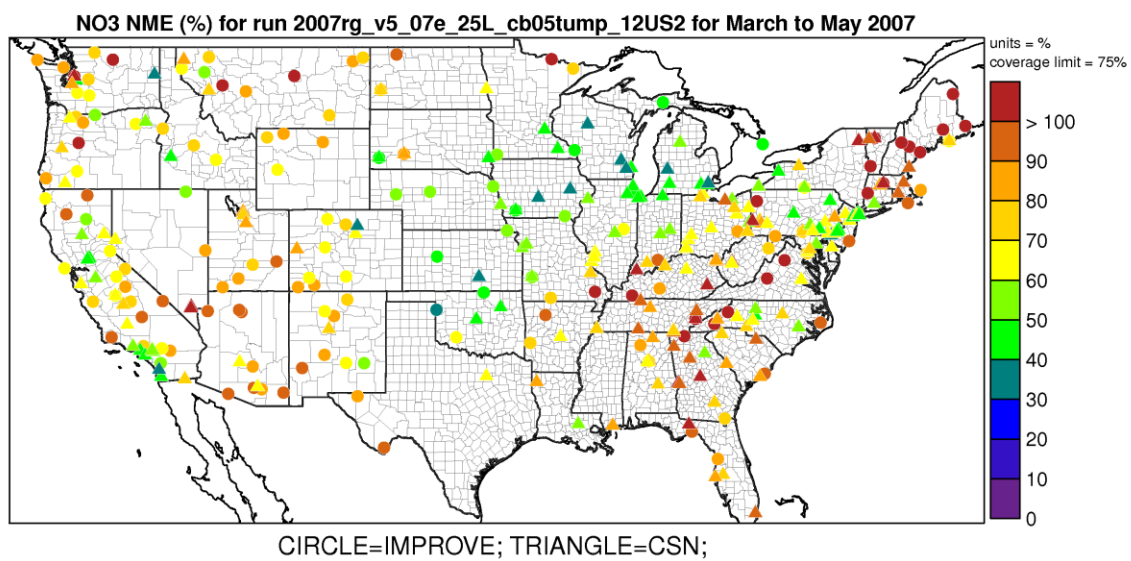 NO3 NME (%) for run 2007rg_v5_07e_25L_cb05tump_12US2 for March to May 2007
units = %
coverage limit = 75%
> 100
90
80
70
60
50
40
30
20
10
0
CIRCLE=IMPROVE; TRIANGLE=CSN;